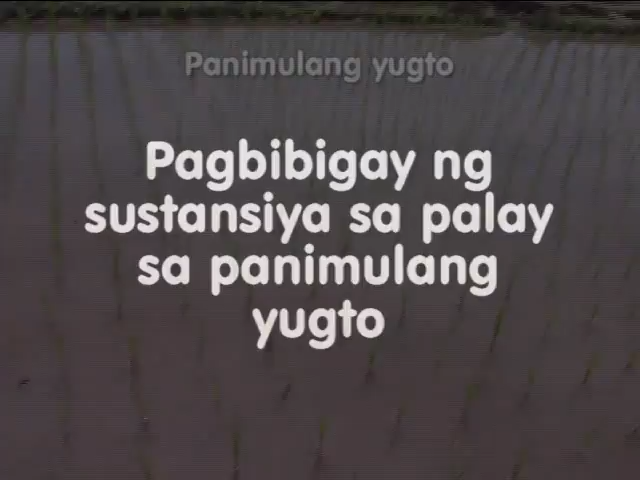 Panimulang yugto
Pagbibigay ng
sustansiya sa palay
sa panimulang
yugto